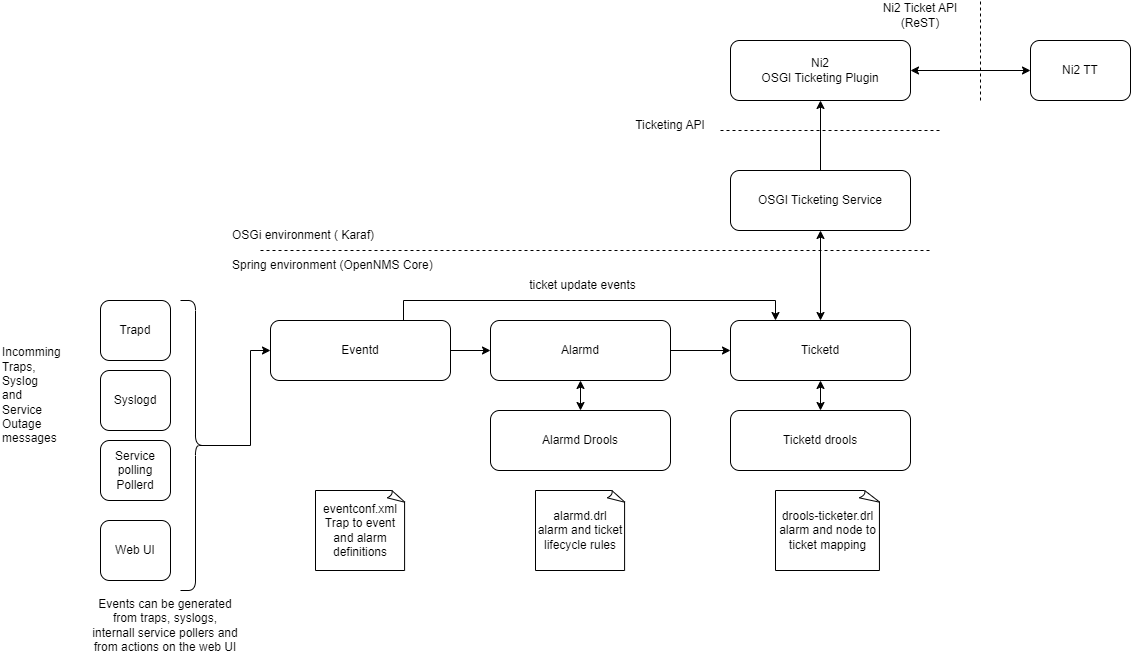 Ni2 Ticket API
(ReST)
Ni2
OSGI Ticketing Plugin
Ni2 TT
Ticketing API
OSGI Ticketing Service
OSGi environment ( Karaf)
Spring environment (OpenNMS Core)
ticket update events
Incomming
Traps,
Syslog
and
Service
Outage
messages
Trapd
Syslogd
Service
polling
Pollerd
Web UI
Events can be generated
from traps, syslogs,
internall service pollers and
from actions on the web UI
Eventd
Alarmd
Ticketd
Alarmd Drools
Ticketd drools
eventconf.xml
Trap to event
and alarm
definitions
alarmd.drl
alarm and ticket
lifecycle rules
drools-ticketer.drl
alarm and node to
ticket mapping